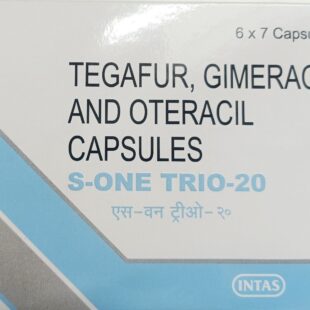 6 x 7 Capsu
TEGAFUR, GIMERAC
AND OTERACIL
CAPSULES
S-ONE TRIO-20
एस-वन ट्रीओ-२०
INTAS